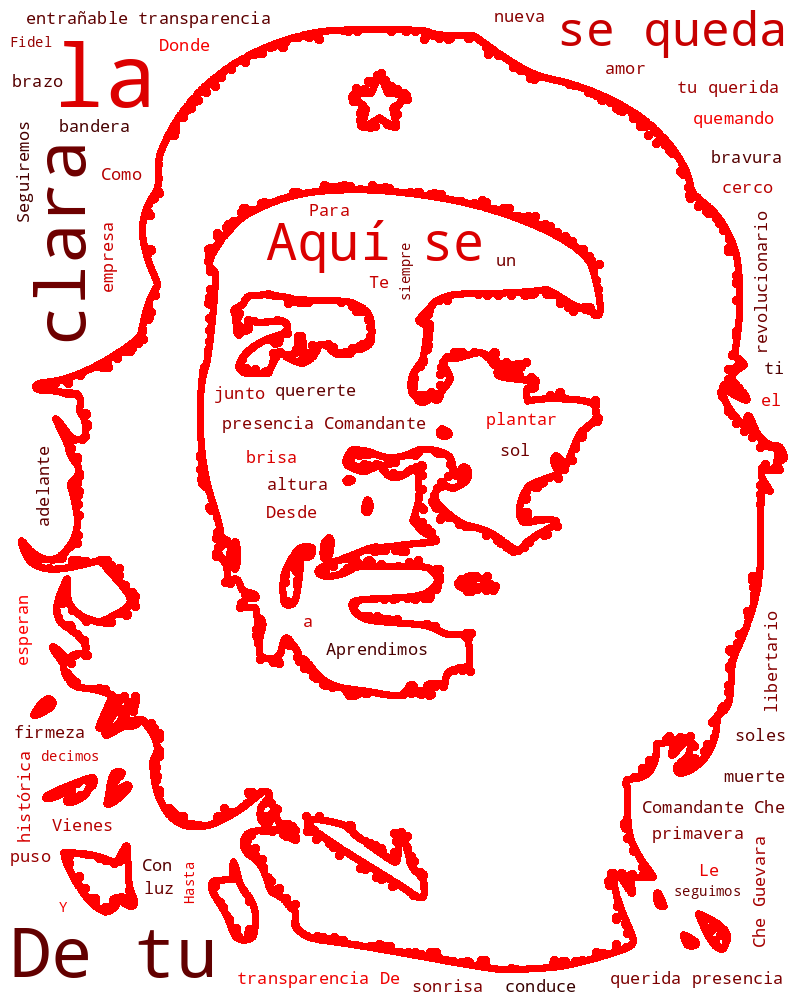 entrañable transparencia
nueva
se queda
Fidel
Donde
la
brazo
amor
tu querida
bandera
quemando
Seguiremos
clara
bravura
Como
cerco
Para
empresa
Aquí se
siempre
un
revolucionario
Te
ti
junto
quererte
el
presencia Comandante
plantar
adelante
brisa
sol
altura
Desde
esperan
a
Aprendimos
libertario
firmeza
soles
decimos
histórica
muerte
Comandante Che
Vienes
primavera
puso
Con
Le
Che Guevara
luz
Hasta
seguimos
Y
De tu
transparencia De
sonrisa
conduce
querida presencia